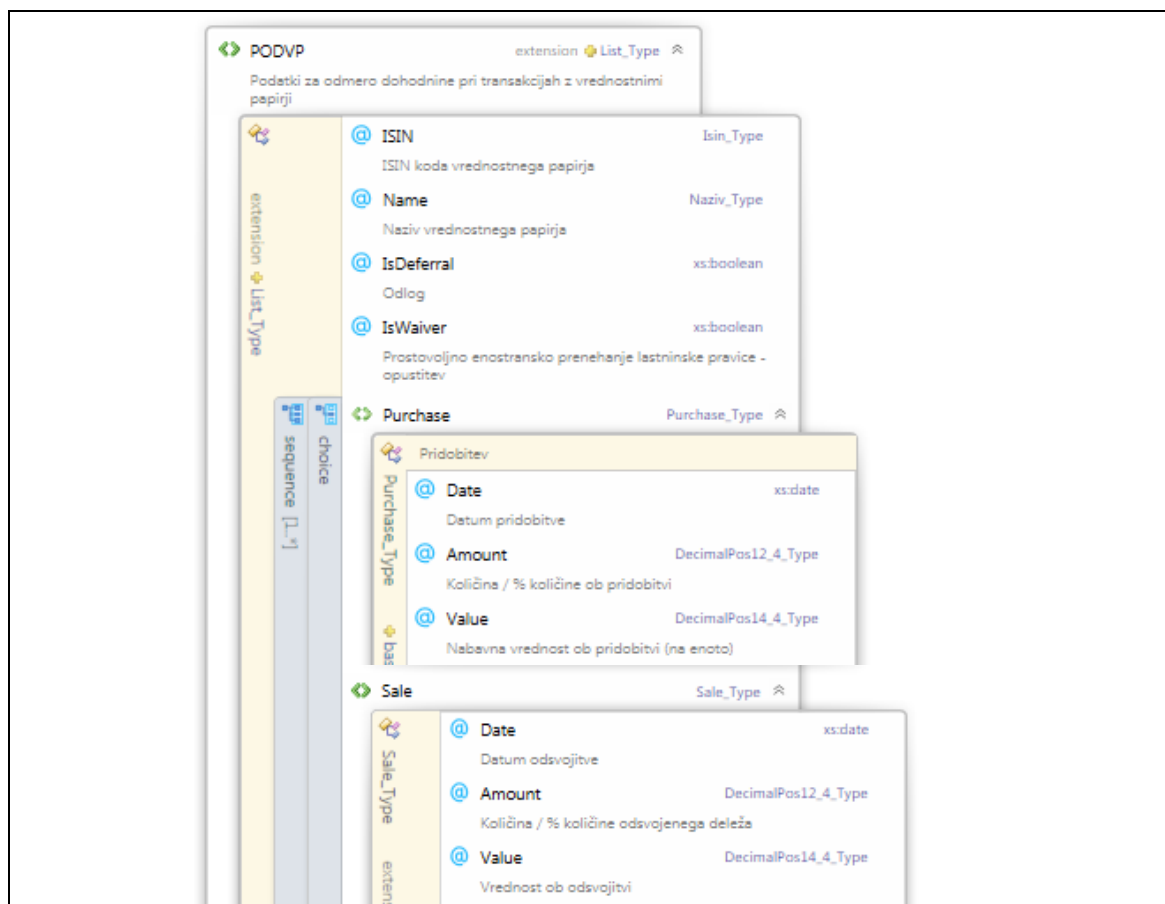 PODVP extension List_Type
Podatki za odmero dohodnine pri transakcijah z vrednostnimi
papirji
extension List_Type
@ ISIN Isin_Type
ISIN koda vrednostnega papirja
@ Name Naziv_Type
Naziv vrednostnega papirja
@ IsDeferral xs:boolean
Odlog
@ IsWaiver xs:boolean
Prostovoljno enostransko prenehanje lastninske pravice -
opustitev
sequence [1..*]
choice
Purchase Purchase_Type
Purchase_Type
Pridobitev
@ Date xs:date
Datum pridobitve
@ Amount DecimalPos12_4_Type
Količina / % količine ob pridobitvi
@ Value DecimalPos14_4_Type
Nabavna vrednost ob pridobitvi (na enoto)
bas
Sale Sale_Type
Sale_Type
@ Date xs:date
Datum odsvojitve
@ Amount DecimalPos12_4_Type
Količina / % količine odsvojenega deleža
@ Value DecimalPos14_4_Type
Vrednost ob odsvojitvi
extens